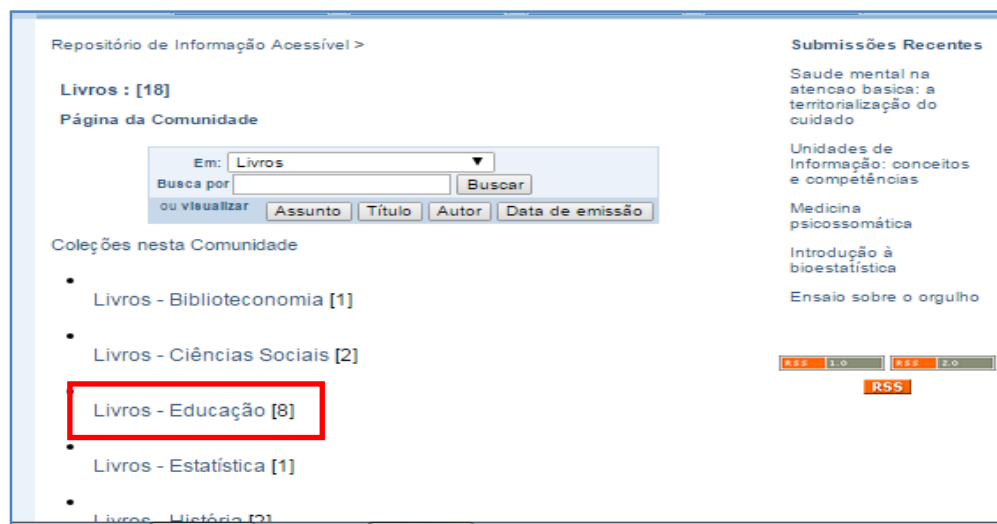 Repositório de Informação Acessível >
Livros : [18]
Página da Comunidade
Em: Livros
Busca por
Buscar
ou visualizar
Assunto Título Autor Data de emissão
Coleções nesta Comunidade
Livros - Biblioteconomia [1]
Livros - Ciências Sociais [2]
Livros - Educação [8]
Livros - Estatística [1]
Livros - História [2]
Submissões Recentes
Saude mental na
atencao basica: a
territorialização do
cuidado
Unidades de
Informação: conceitos
e competências
Medicina
psicossomática
Introdução à
bioestatística
Ensaio sobre o orgulho
RSS 1.0 RSS 2.0
RSS